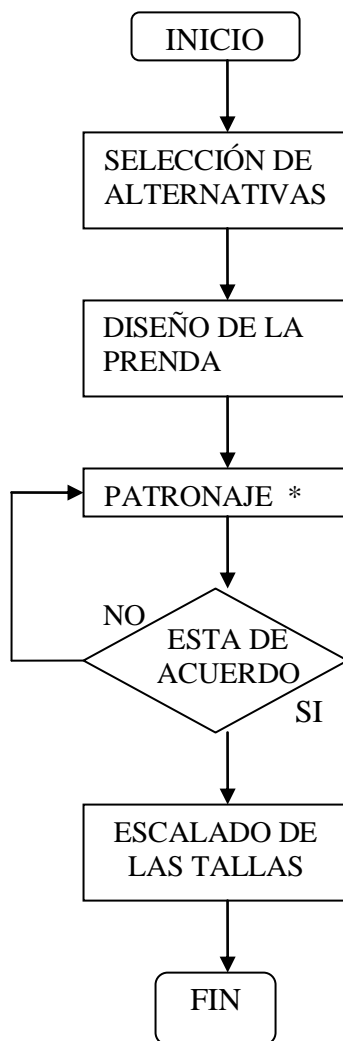 INICIO
SELECCIÓN DE
ALTERNATIVAS
DISEÑO DE LA
PRENDA
PATRONAJE *
NO
ESTA DE
ACUERDO
SI
ESCALADO DE
LAS TALLAS
FIN